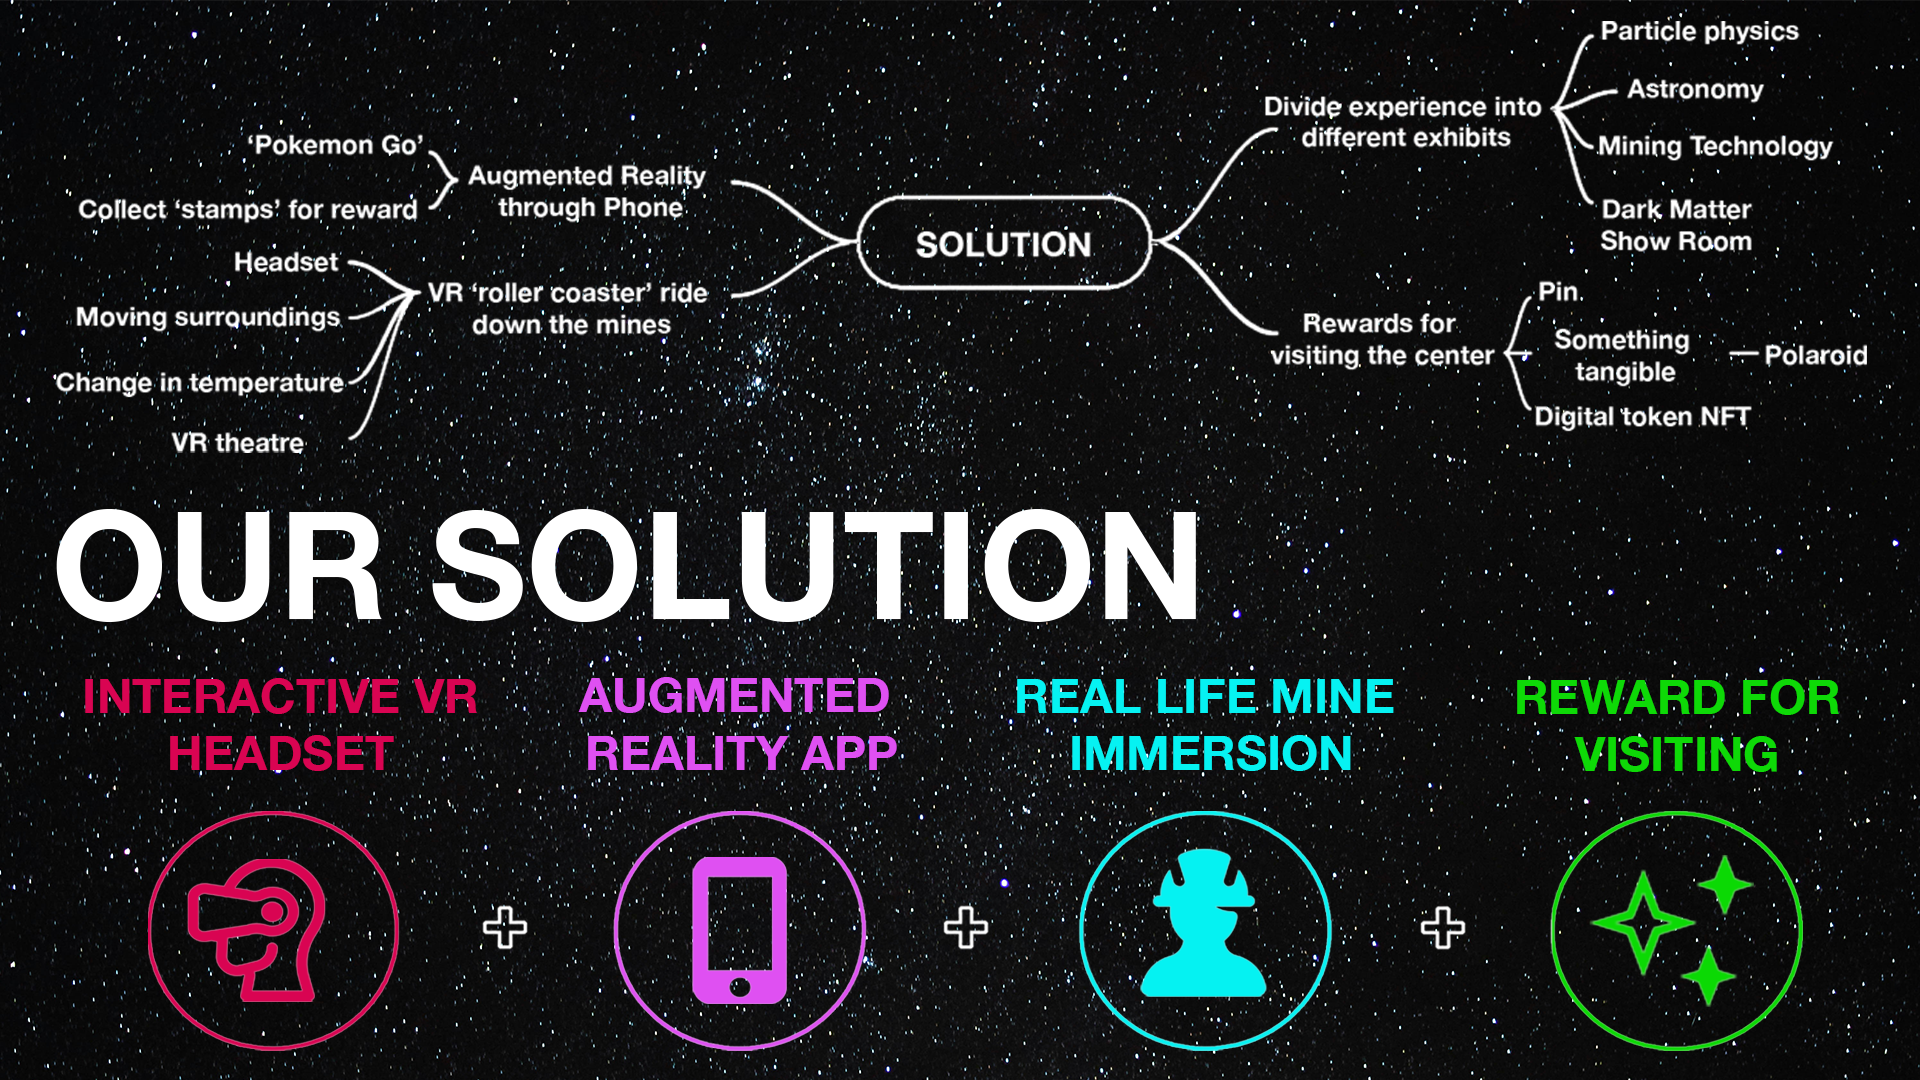 ‘Pokemon Go’
Collect ‘stamps’ for reward
Augmented Reality
through Phone
Headset
Moving surroundings
Change in temperature
VR theatre
VR ‘roller coaster’ ride
down the mines
SOLUTION
Divide experience into
different exhibits
Particle physics
Astronomy
Mining Technology
Dark Matter
Show Room
Rewards for
visiting the center
Pin
Something
tangible
Polaroid
Digital token NFT
OUR SOLUTION
INTERACTIVE VR
HEADSET
AUGMENTED
REALITY APP
REAL LIFE MINE
IMMERSION
REWARD FOR
VISITING